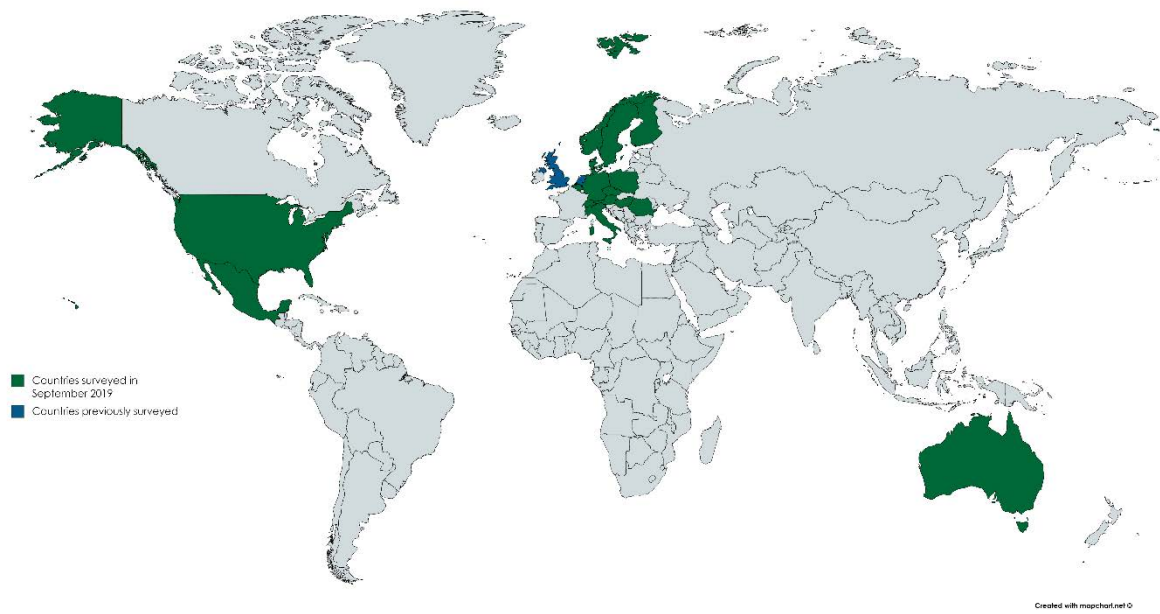 Countries surveyed in
September 2019
Countries previously surveyed
Created with mapchart.net ©